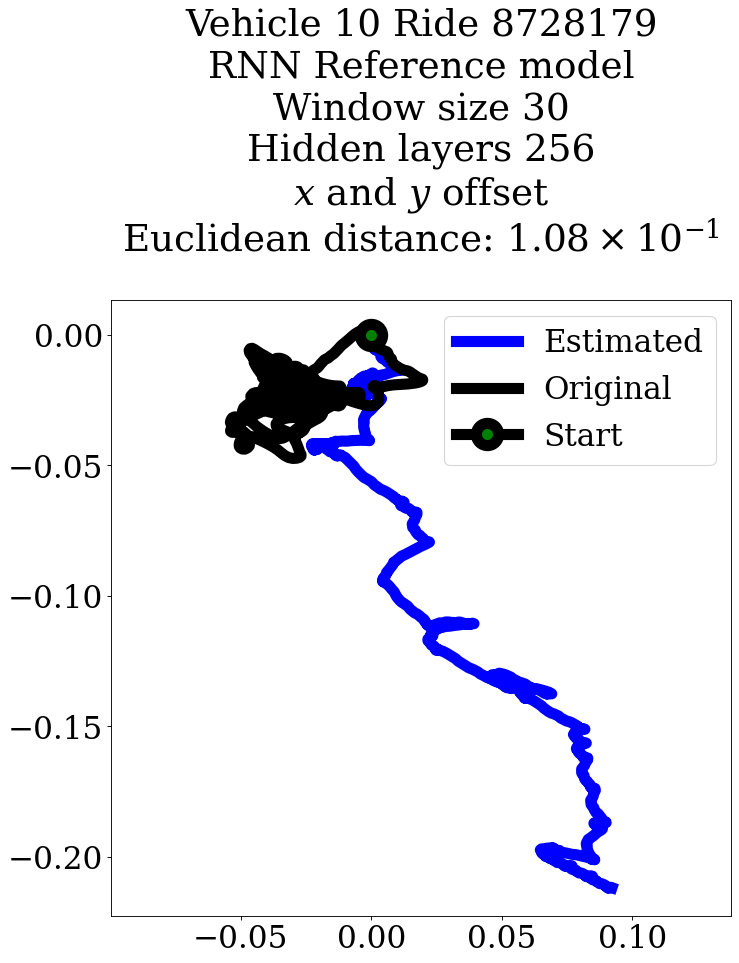 Vehicle 10 Ride 8728179
RNN Reference model
Window size 30
Hidden layers 256
x and y offset
Euclidean distance: 1.08 × 10⁻¹
Estimated
Original
Start
0.00
−0.05
−0.10
−0.15
−0.20
−0.05 0.00 0.05 0.10